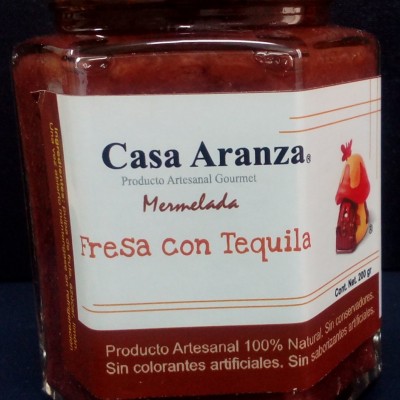 Casa Aranza®
Producto Artesanal Gourmet
Mermelada
Fresa con Tequila
®
Cont. Net. 200 gr
Producto Artesanal 100% Natural. Sin conservadores.
Sin colorantes artificiales. Sin saborizantes artificiales.
Ingredientes: